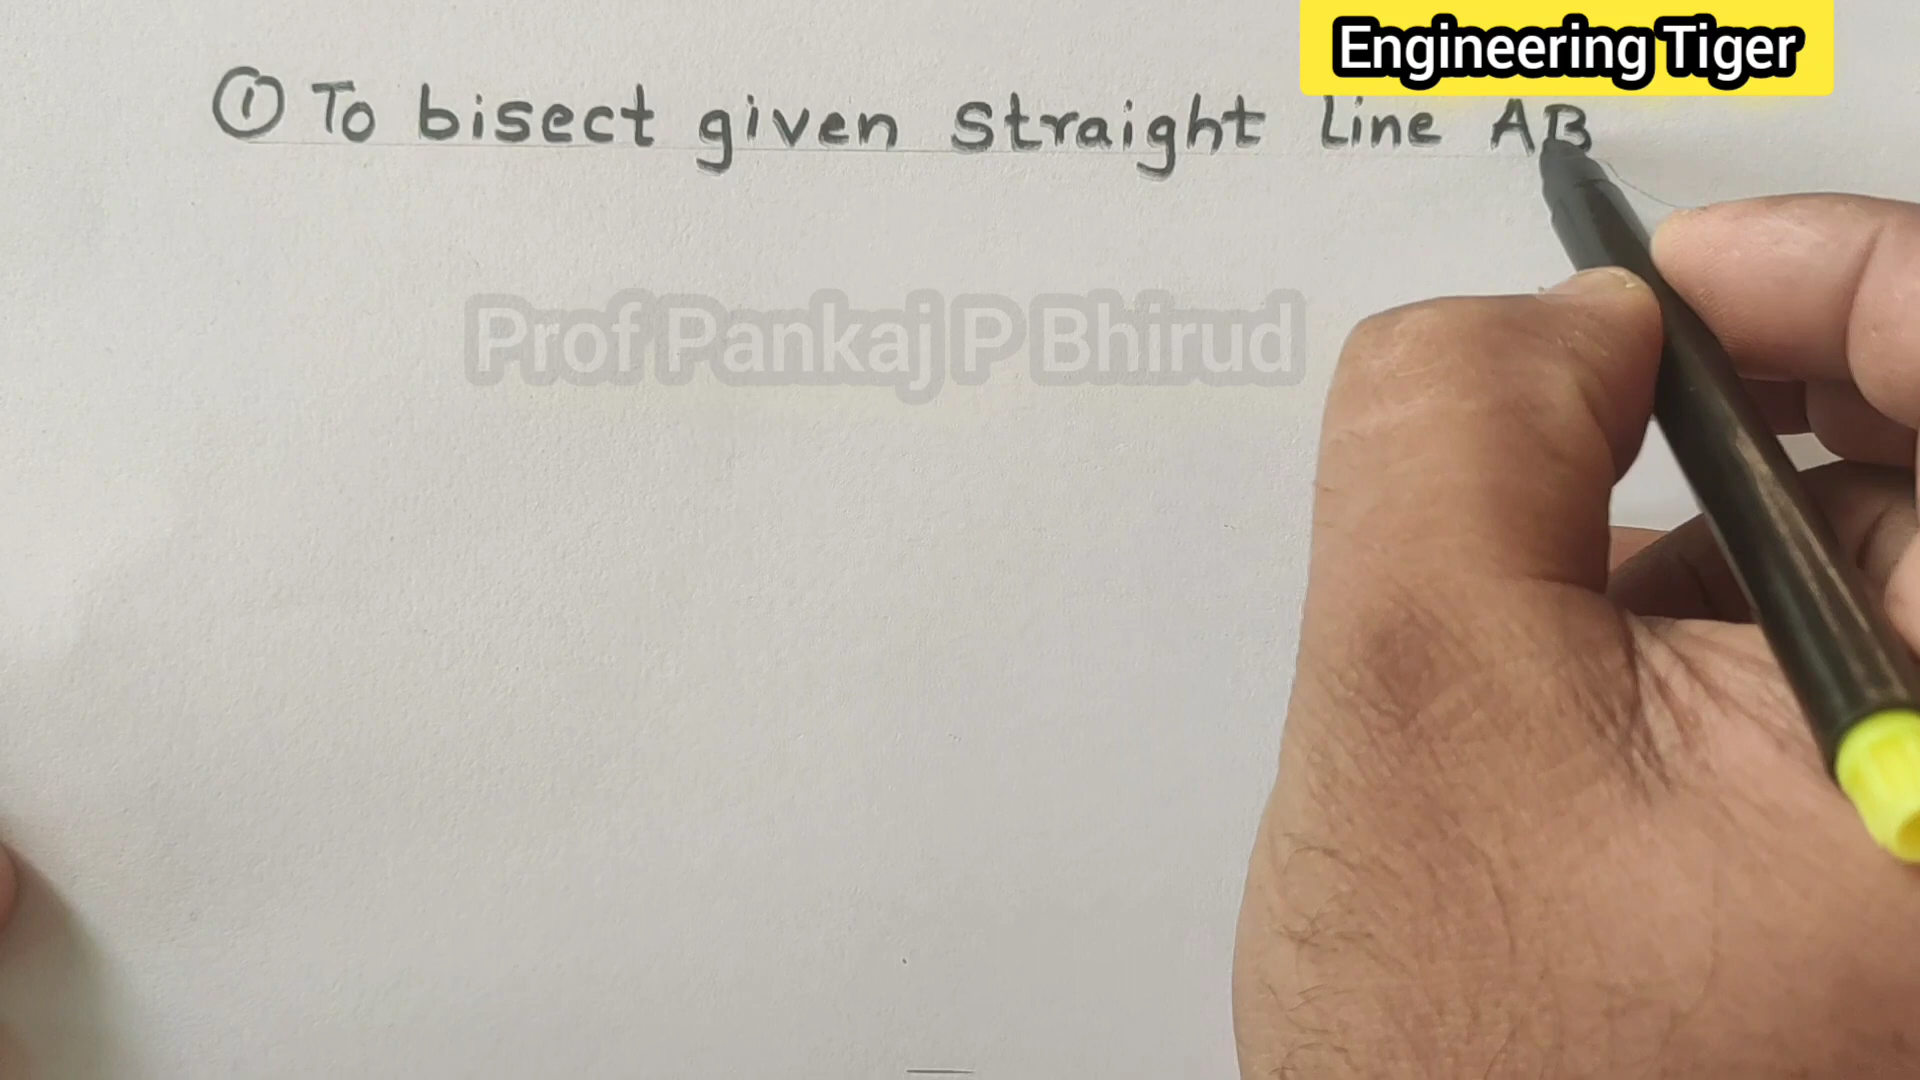 Engineering Tiger
① To bisect given straight line AB
Prof Pankaj P Bhirud